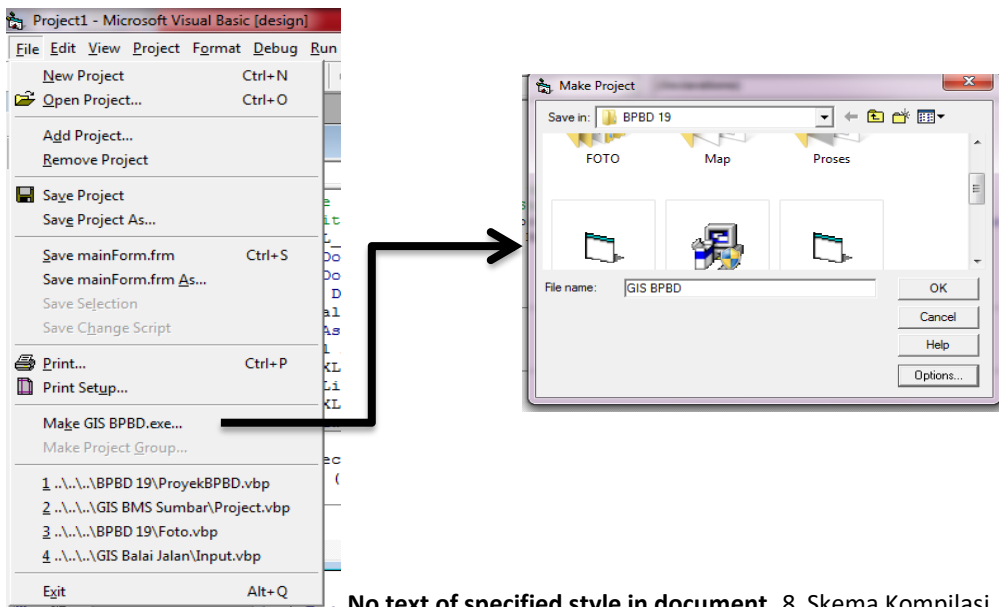 Project1 - Microsoft Visual Basic [design]
File Edit View Project Format Debug Run
New Project Ctrl+N
Open Project... Ctrl+O
Add Project...
Remove Project
Save Project
Save Project As...
Save mainForm.frm Ctrl+S
Save mainForm.frm As...
Save Selection
Save Change Script
Print... Ctrl+P
Print Setup...
Make GIS BPBD.exe...
Make Project Group...
1 ..\..\..\BPBD 19\ProyekBPBD.vbp
2 ..\..\..\GIS BMS Sumbar\Project.vbp
3 ..\..\..\BPBD 19\Foto.vbp
4 ..\..\..\GIS Balai Jalan\Input.vbp
Exit Alt+Q
Make Project
Save in: BPBD 19
FOTO Map Proses
File name: GIS BPBD
OK
Cancel
Help
Options...
No text of specified style in document. 8 Skema Kompilasi